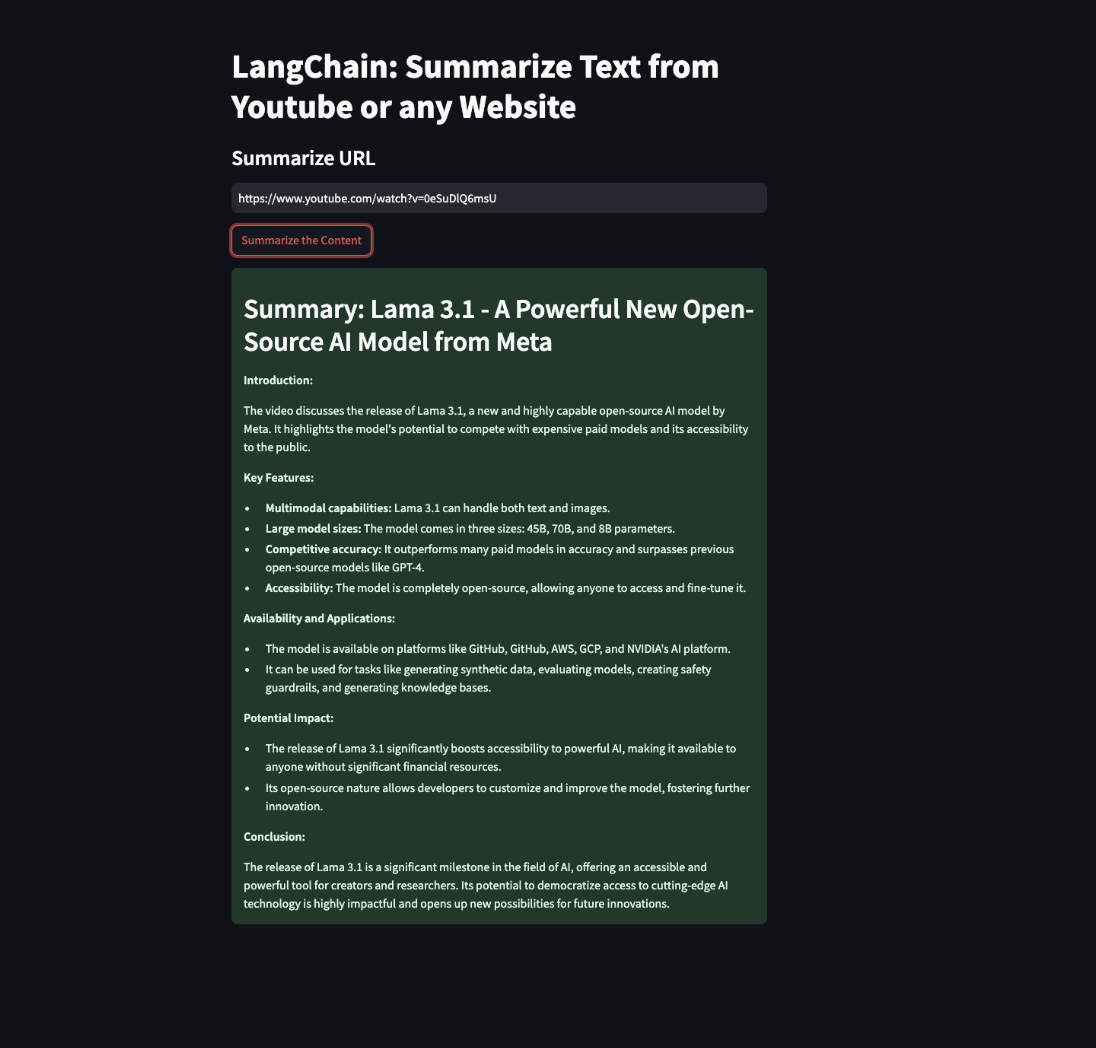 LangChain: Summarize Text from
Youtube or any Website
Summarize URL
https://www.youtube.com/watch?v=0eSuDlQ6msU
Summarize the Content
Summary: Lama 3.1 - A Powerful New Open-
Source AI Model from Meta
Introduction:
The video discusses the release of Lama 3.1, a new and highly capable open-source AI model by
Meta. It highlights the model's potential to compete with expensive paid models and its accessibility
to the public.
Key Features:
• Multimodal capabilities: Lama 3.1 can handle both text and images.
• Large model sizes: The model comes in three sizes: 45B, 70B, and 8B parameters.
• Competitive accuracy: It outperforms many paid models in accuracy and surpasses previous
open-source models like GPT-4.
• Accessibility: The model is completely open-source, allowing anyone to access and fine-tune it.
Availability and Applications:
• The model is available on platforms like GitHub, GitHub, AWS, GCP, and NVIDIA's AI platform.
• It can be used for tasks like generating synthetic data, evaluating models, creating safety
guardrails, and generating knowledge bases.
Potential Impact:
• The release of Lama 3.1 significantly boosts accessibility to powerful AI, making it available to
anyone without significant financial resources.
• Its open-source nature allows developers to customize and improve the model, fostering further
innovation.
Conclusion:
The release of Lama 3.1 is a significant milestone in the field of AI, offering an accessible and
powerful tool for creators and researchers. Its potential to democratize access to cutting-edge AI
technology is highly impactful and opens up new possibilities for future innovations.